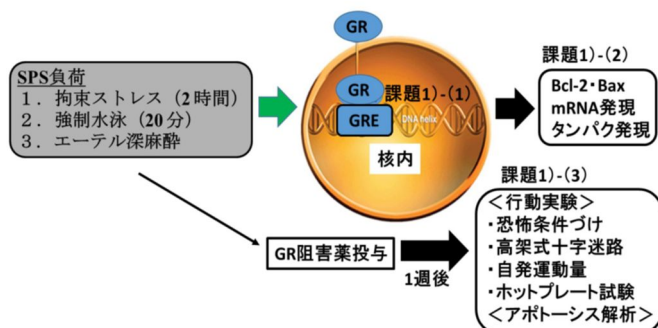 GR
SPS負荷
1．拘束ストレス（2時間）
2．強制水泳（20分）
3．エーテル深麻酔
GR
課題1)-(1)
GRE
DNA helix
核内
課題1)-(2)
Bcl-2・Bax
mRNA発現
タンパク発現
課題1)-(3)
＜行動実験＞
・恐怖条件づけ
・高架式十字迷路
・自発運動量
・ホットプレート試験
＜アポトーシス解析＞
GR阻害薬投与
1週後